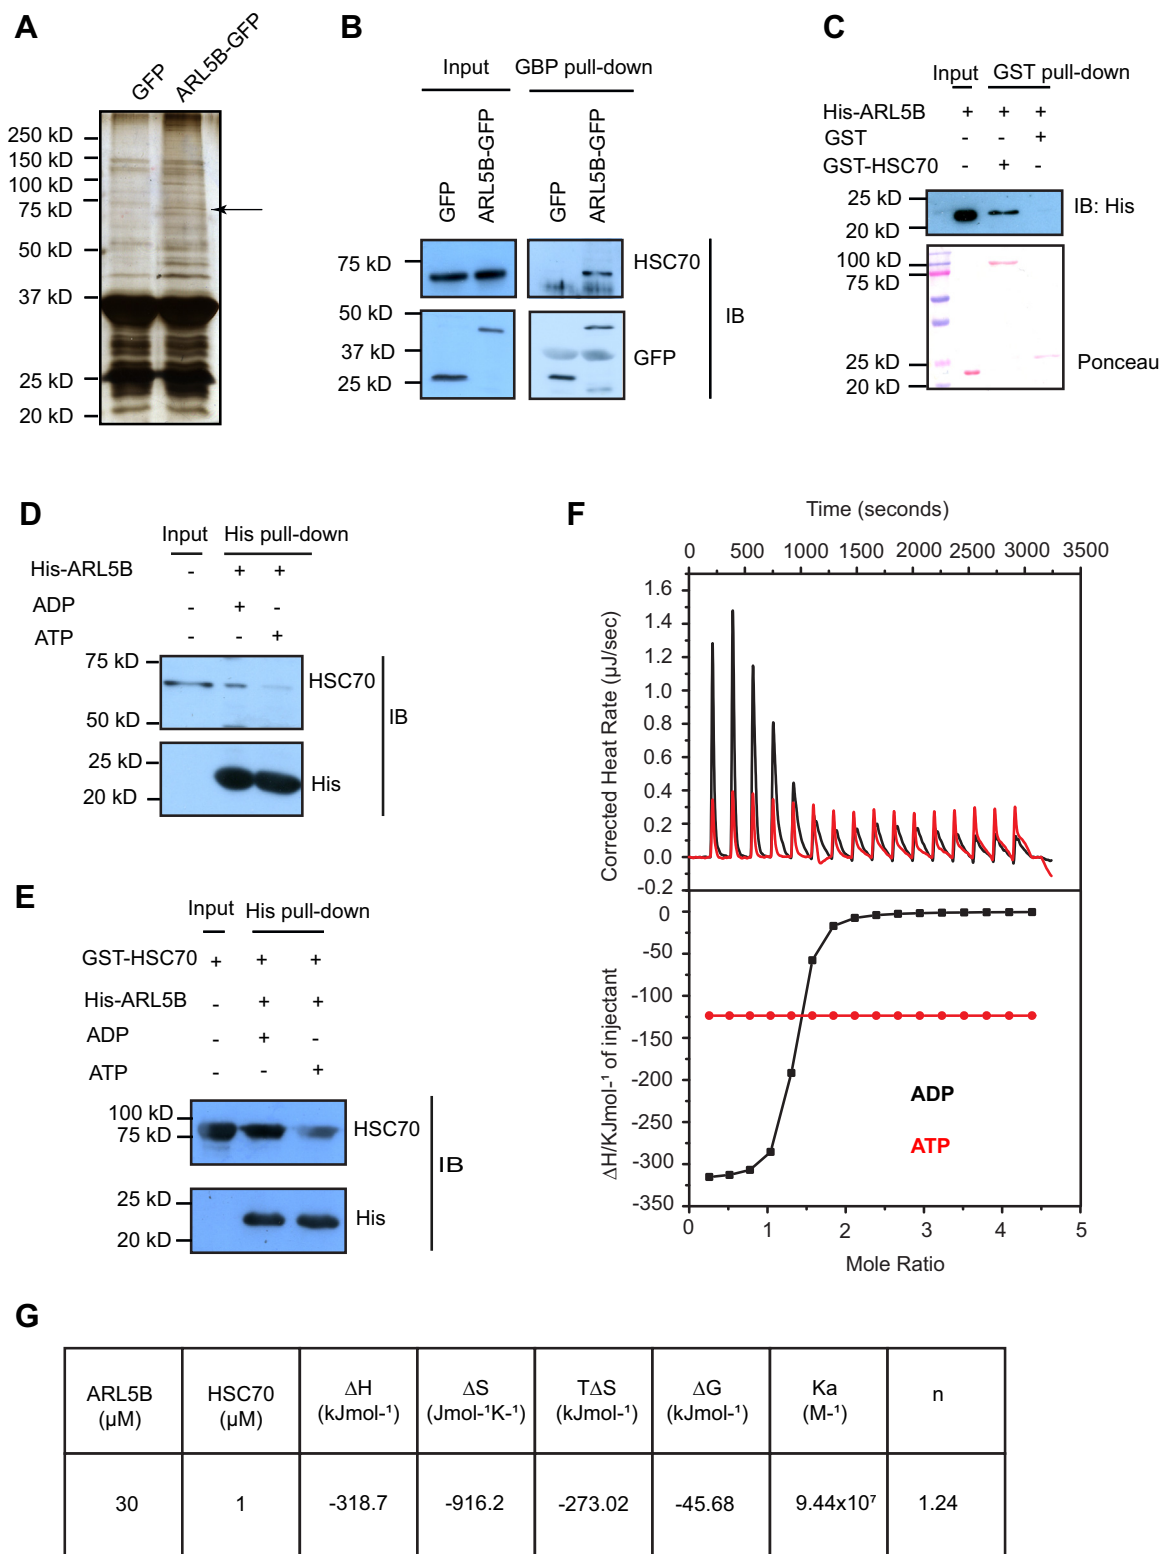 A
GFP
ARL5B-GFP
250 kD
150 kD
100 kD
75 kD
50 kD
37 kD
25 kD
20 kD
B
Input
GBP pull-down
GFP
ARL5B-GFP
GFP
ARL5B-GFP
75 kD
HSC70
50 kD
37 kD
25 kD
GFP
IB
C
Input GST pull-down
His-ARL5B + + +
GST - - +
GST-HSC70 - + -
25 kD
20 kD
IB: His
100 kD
75 kD
25 kD
20 kD
Ponceau
D
Input His pull-down
His-ARL5B - + +
ADP - + -
ATP - - +
75 kD
HSC70
50 kD
25 kD
His
20 kD
IB
E
Input His pull-down
GST-HSC70 + + +
His-ARL5B - + +
ADP - + -
ATP - - +
100 kD
75 kD
HSC70
25 kD
His
20 kD
IB
F
Time (seconds)
0 500 1000 1500 2000 2500 3000 3500
Corrected Heat Rate (µJ/sec)
1.6
1.4
1.2
1.0
0.8
0.6
0.4
0.2
0.0
-0.2
ΔH/KJmol-¹ of injectant
0
-50
-100
-150
-200
-250
-300
-350
ADP
ATP
0 1 2 3 4 5
Mole Ratio
G
ARL5B (µM) HSC70 (µM) ΔH (kJmol-¹) ΔS (Jmol-¹K-¹) TΔS (kJmol-¹) ΔG (kJmol-¹) Ka (M-¹) n
30 1 -318.7 -916.2 -273.02 -45.68 9.44x10⁷ 1.24